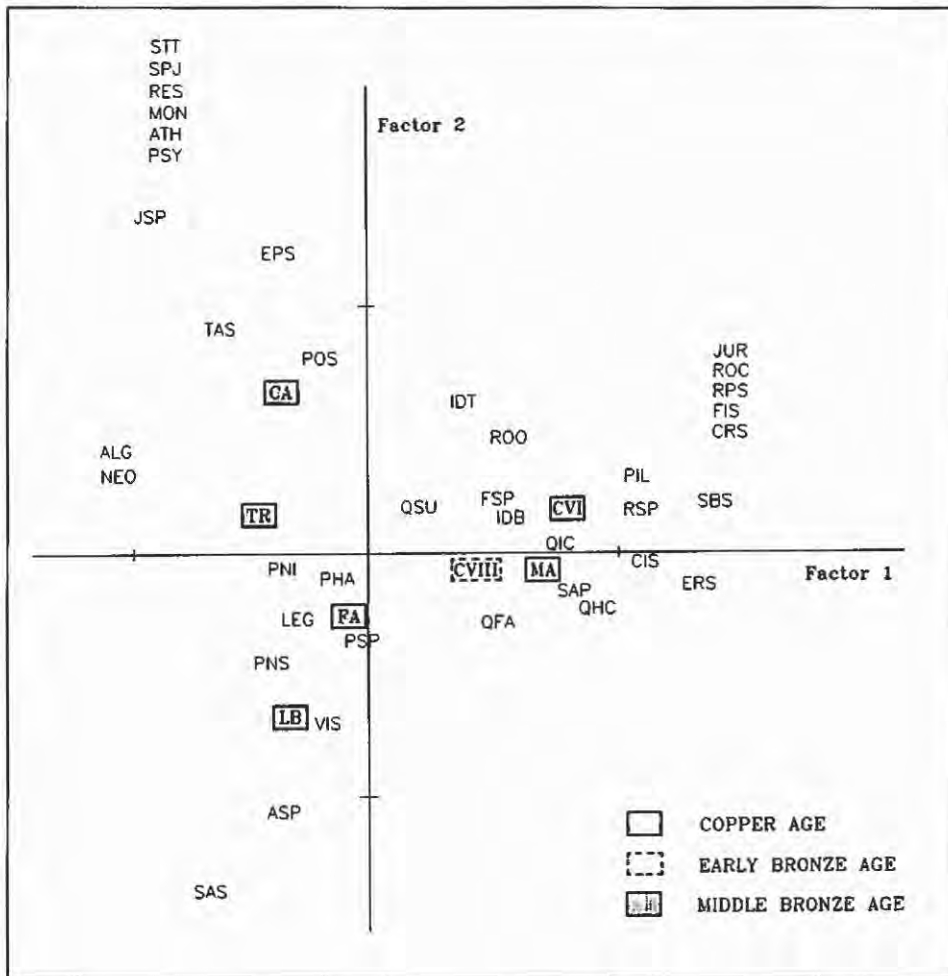 STT
SPJ
RES
MON
ATH
PSY
Factor 2
JSP
EPS
TAS
POS
CA
JUR
ROC
RPS
FIS
CRS
IDT
ROO
ALG
NEO
PIL
TR
QSU
FSP
IDB
CVI
RSP
SBS
QIC
CIS
PNI
PHA
CVIII
MA
SAP
QHC
ERS
Factor 1
LEG
FA
PSP
QFA
PNS
LB
VIS
ASP
SAS
COPPER AGE
EARLY BRONZE AGE
MIDDLE BRONZE AGE